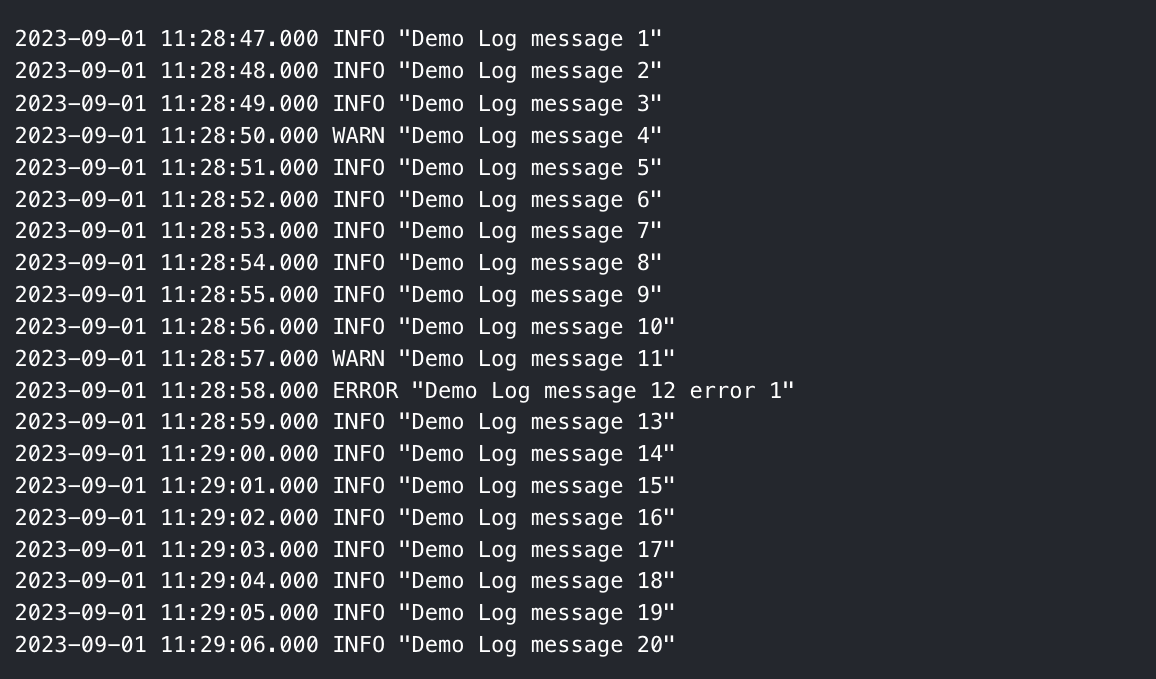 2023-09-01 11:28:47.000 INFO "Demo Log message 1"
2023-09-01 11:28:48.000 INFO "Demo Log message 2"
2023-09-01 11:28:49.000 INFO "Demo Log message 3"
2023-09-01 11:28:50.000 WARN "Demo Log message 4"
2023-09-01 11:28:51.000 INFO "Demo Log message 5"
2023-09-01 11:28:52.000 INFO "Demo Log message 6"
2023-09-01 11:28:53.000 INFO "Demo Log message 7"
2023-09-01 11:28:54.000 INFO "Demo Log message 8"
2023-09-01 11:28:55.000 INFO "Demo Log message 9"
2023-09-01 11:28:56.000 INFO "Demo Log message 10"
2023-09-01 11:28:57.000 WARN "Demo Log message 11"
2023-09-01 11:28:58.000 ERROR "Demo Log message 12 error 1"
2023-09-01 11:28:59.000 INFO "Demo Log message 13"
2023-09-01 11:29:00.000 INFO "Demo Log message 14"
2023-09-01 11:29:01.000 INFO "Demo Log message 15"
2023-09-01 11:29:02.000 INFO "Demo Log message 16"
2023-09-01 11:29:03.000 INFO "Demo Log message 17"
2023-09-01 11:29:04.000 INFO "Demo Log message 18"
2023-09-01 11:29:05.000 INFO "Demo Log message 19"
2023-09-01 11:29:06.000 INFO "Demo Log message 20"